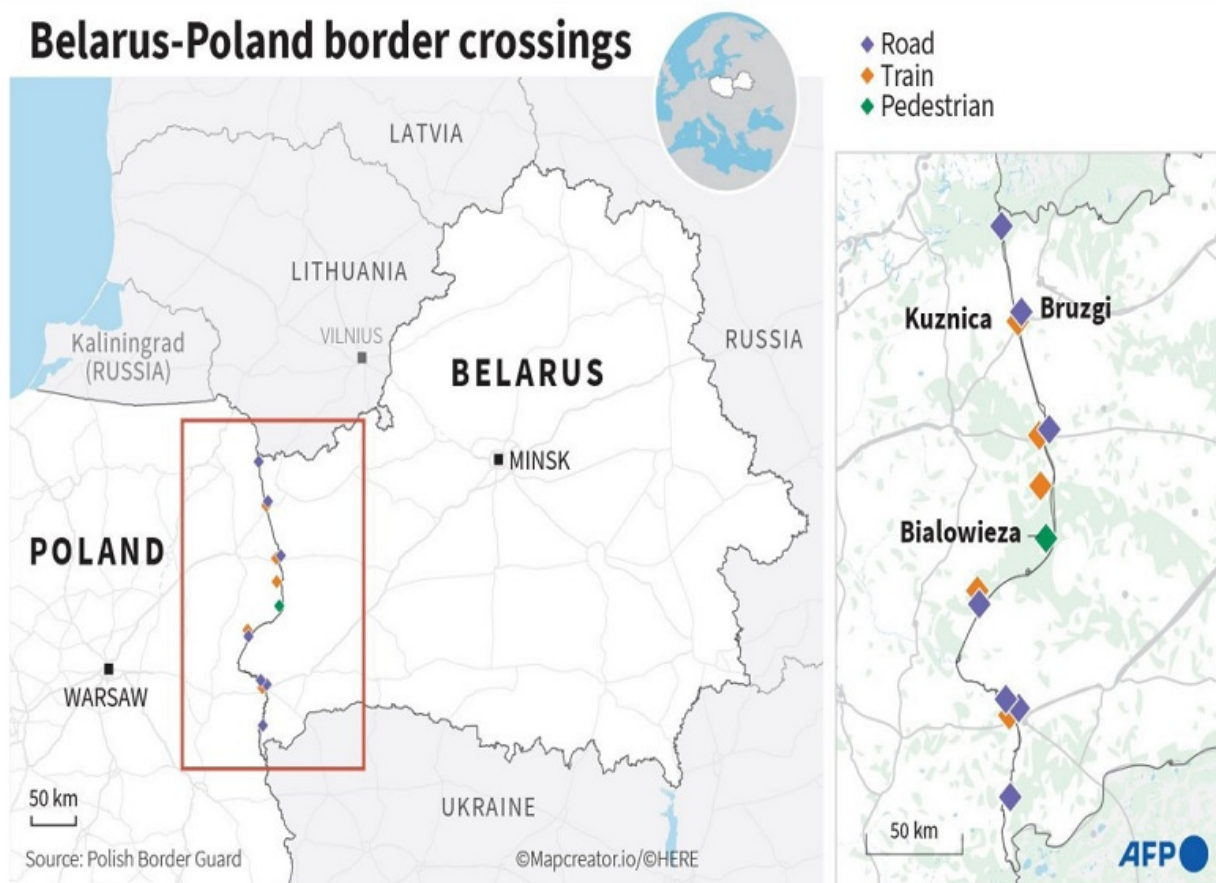 Belarus-Poland border crossings
Road
Train
Pedestrian
LATVIA
LITHUANIA
VILNIUS
Kaliningrad
(RUSSIA)
RUSSIA
BELARUS
MINSK
POLAND
WARSAW
UKRAINE
50 km
Source: Polish Border Guard
©Mapcreator.io/©HERE
Kuznica
Bruzgi
Bialowieza
50 km
AFP